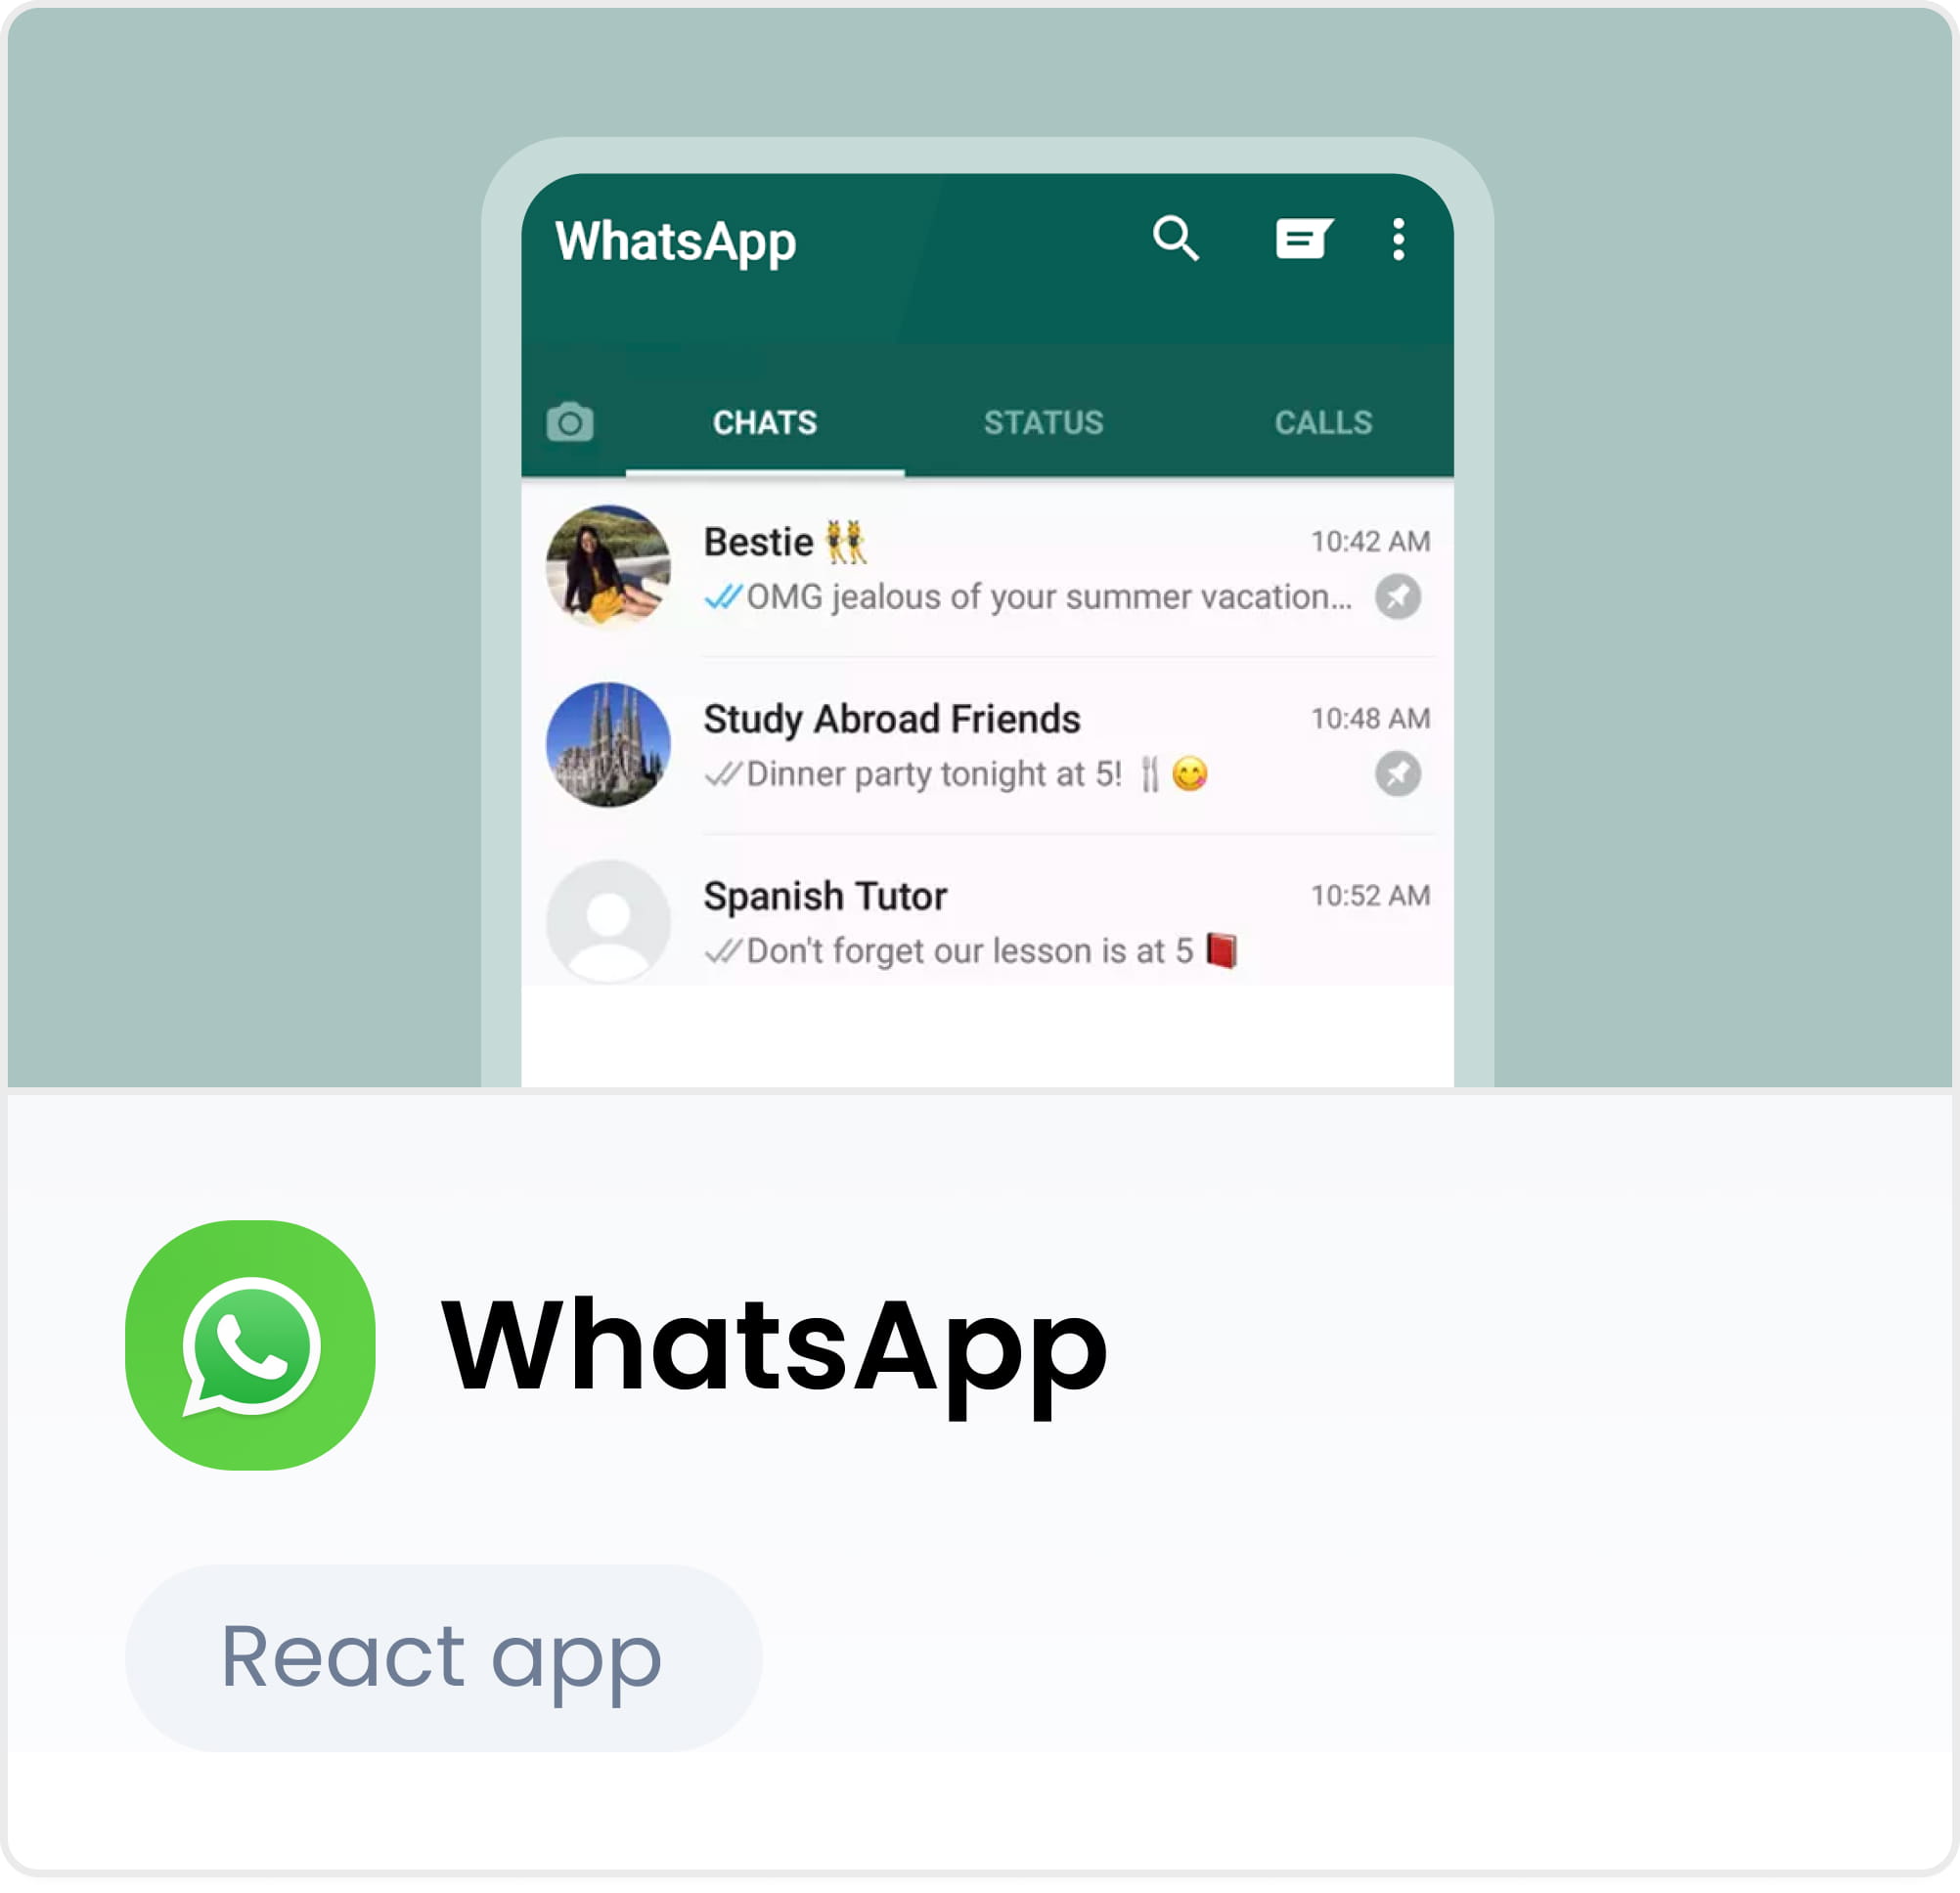 WhatsApp
CHATS STATUS CALLS
Bestie 👯 10:42 AM
OMG jealous of your summer vacation...
Study Abroad Friends 10:48 AM
Dinner party tonight at 5! 🍴 😋
Spanish Tutor 10:52 AM
Don't forget our lesson is at 5 📕
WhatsApp
React app